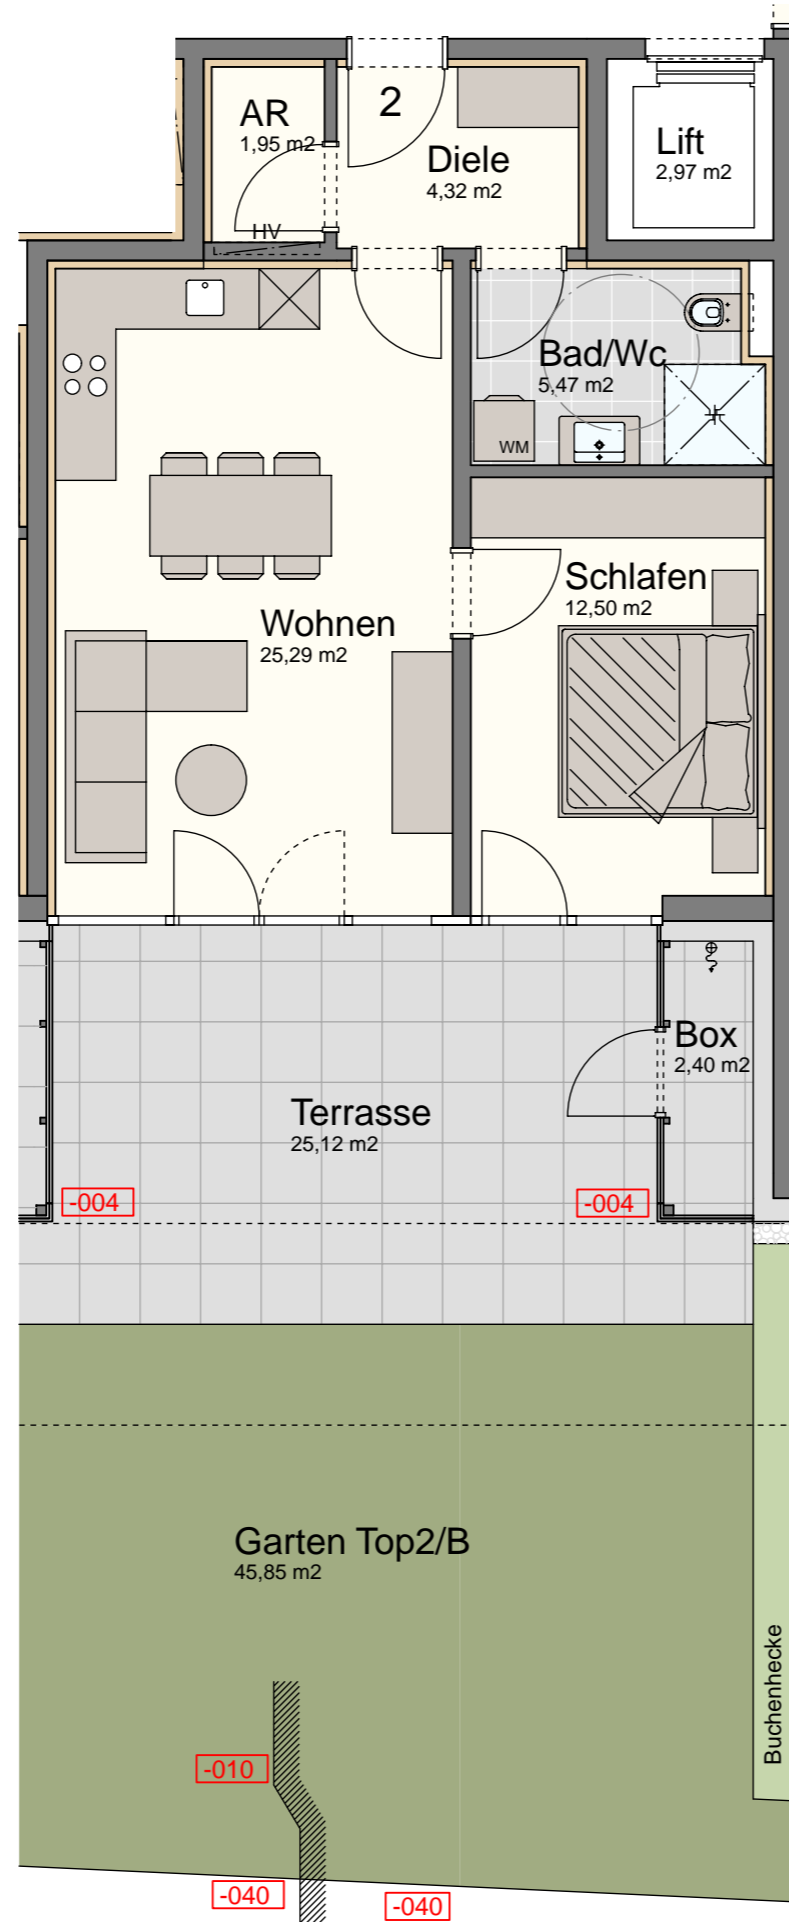 AR
1,95 m2
2
Diele
4,32 m2
Lift
2,97 m2
HV
Bad/Wc
5,47 m2
WM
Schlafen
12,50 m2
Wohnen
25,29 m2
Box
2,40 m2
Terrasse
25,12 m2
-004
-004
Garten Top2/B
45,85 m2
Buchenhecke
-010
-040
-040